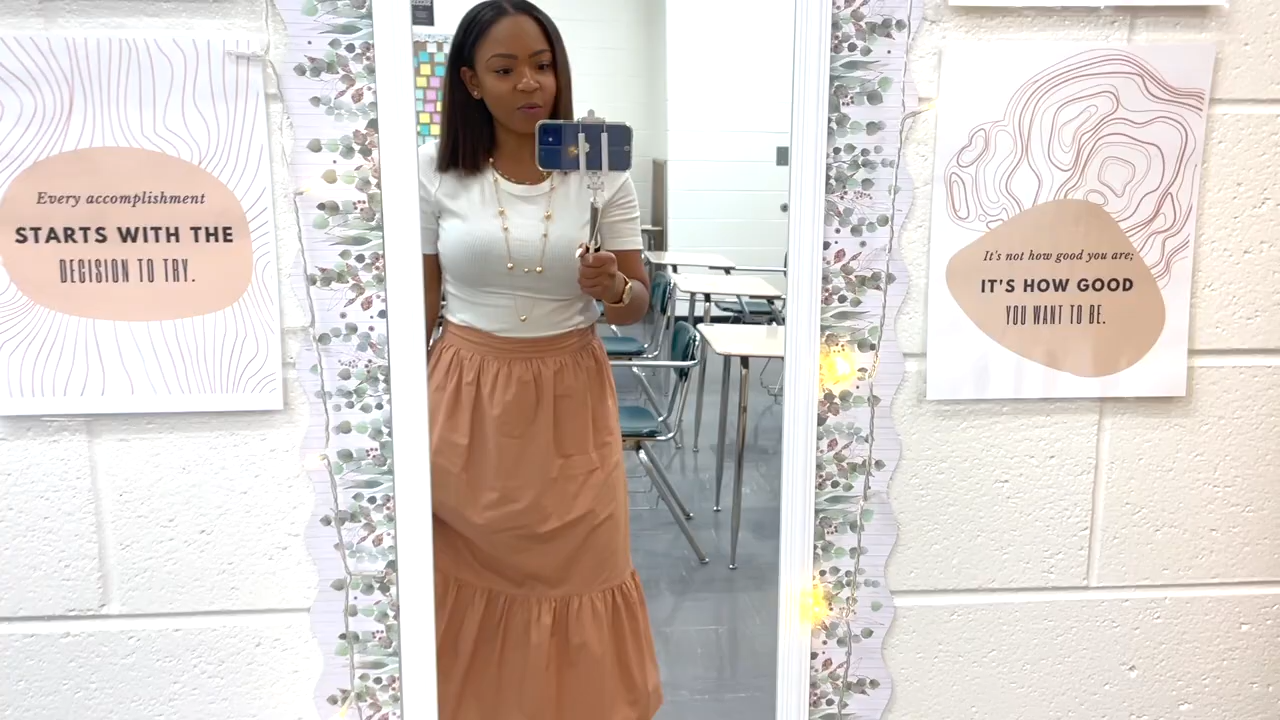 Every accomplishment
STARTS WITH THE
DECISION TO TRY.
It's not how good you are;
IT'S HOW GOOD
YOU WANT TO BE.